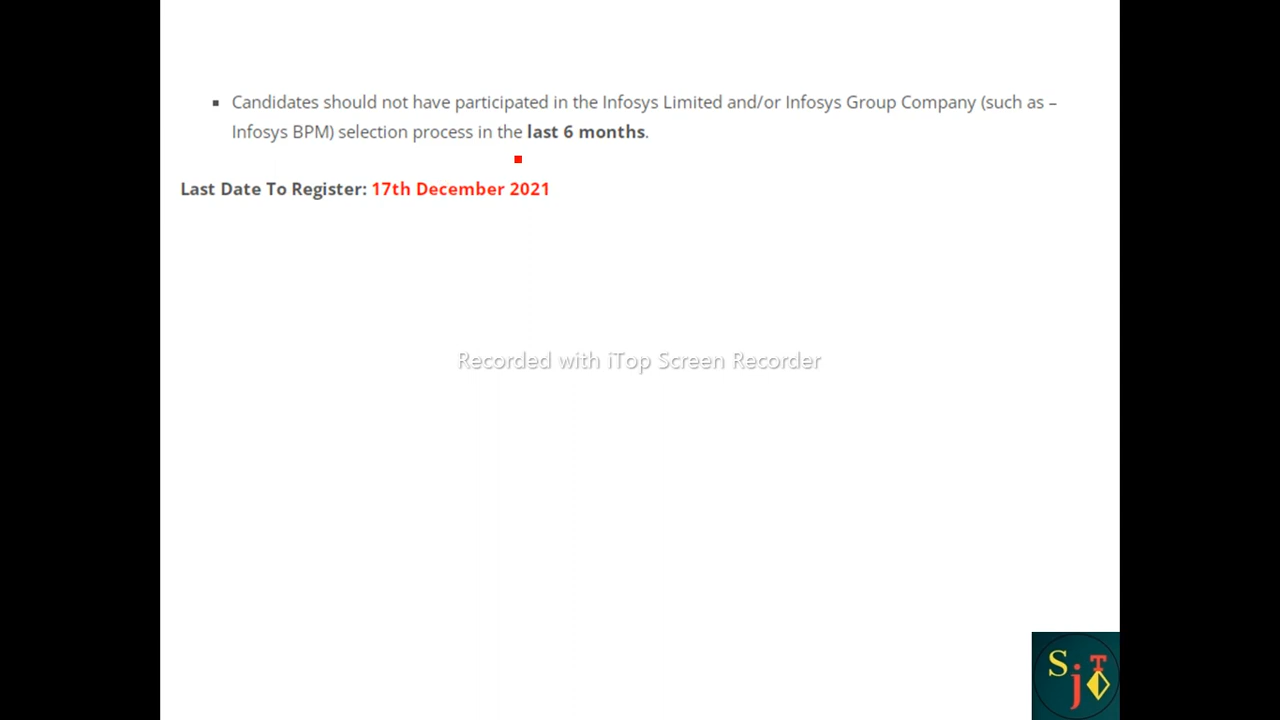 Candidates should not have participated in the Infosys Limited and/or Infosys Group Company (such as –
Infosys BPM) selection process in the last 6 months.
Last Date To Register: 17th December 2021
Recorded with iTop Screen Recorder
S
j T